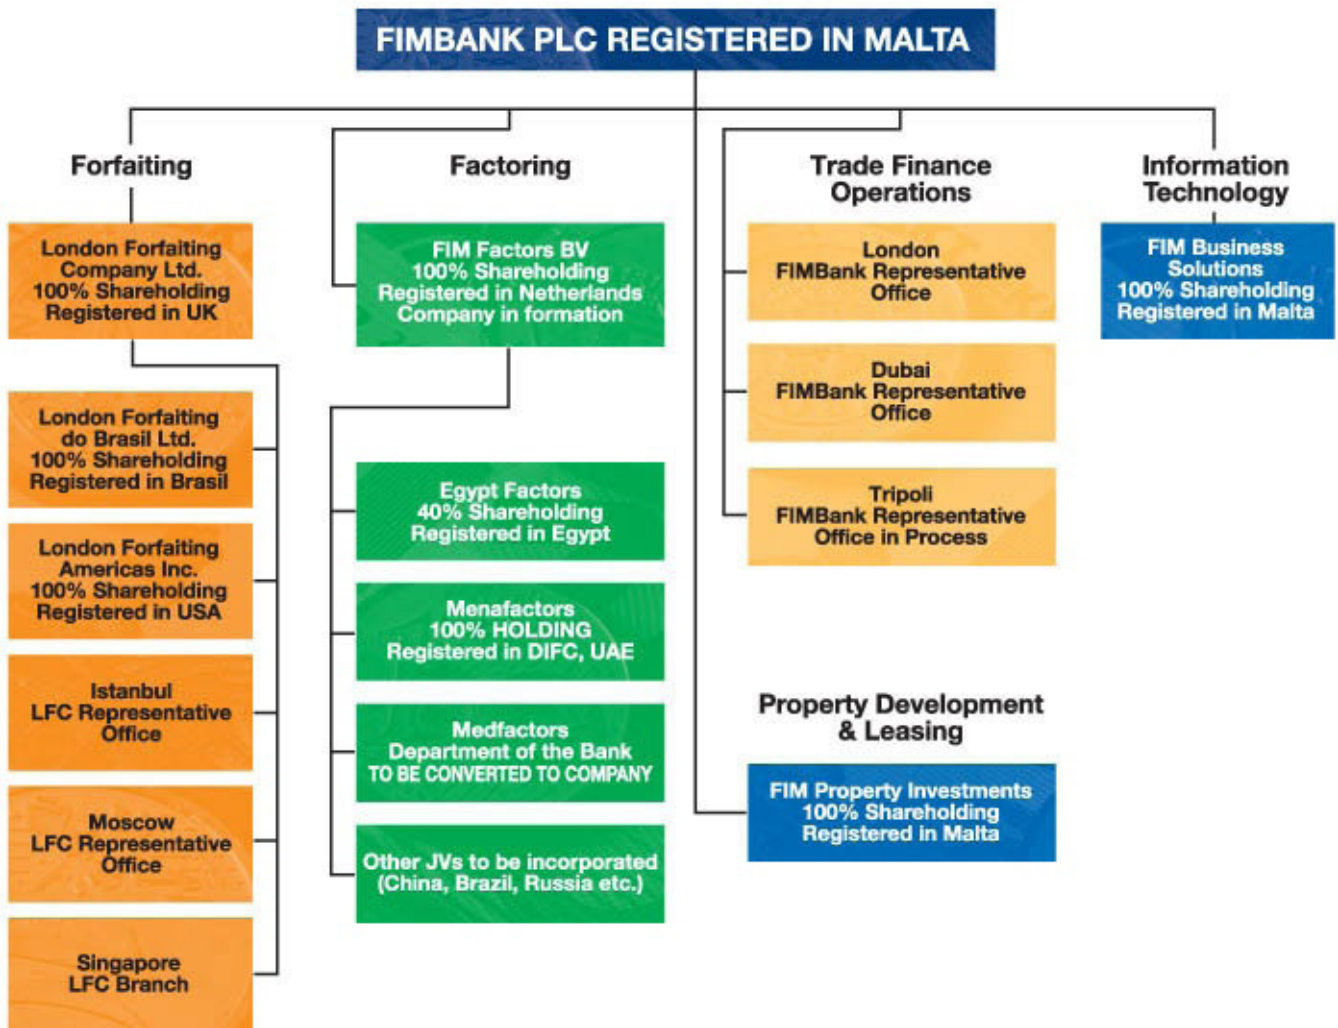 FIMBANK PLC REGISTERED IN MALTA
Forfaiting
London Forfaiting
Company Ltd.
100% Shareholding
Registered in UK
London Forfaiting
do Brasil Ltd.
100% Shareholding
Registered in Brasil
London Forfaiting
Americas Inc.
100% Shareholding
Registered in USA
Istanbul
LFC Representative
Office
Moscow
LFC Representative
Office
Singapore
LFC Branch
Factoring
FIM Factors BV
100% Shareholding
Registered in Netherlands
Company in formation
Egypt Factors
40% Shareholding
Registered in Egypt
Menafactors
100% HOLDING
Registered in DIFC, UAE
Medfactors
Department of the Bank
TO BE CONVERTED TO COMPANY
Other JVs to be incorporated
(China, Brazil, Russia etc.)
Trade Finance
Operations
London
FIMBank Representative
Office
Dubai
FIMBank Representative
Office
Tripoli
FIMBank Representative
Office in Process
Property Development
& Leasing
FIM Property Investments
100% Shareholding
Registered in Malta
Information
Technology
FIM Business
Solutions
100% Shareholding
Registered in Malta